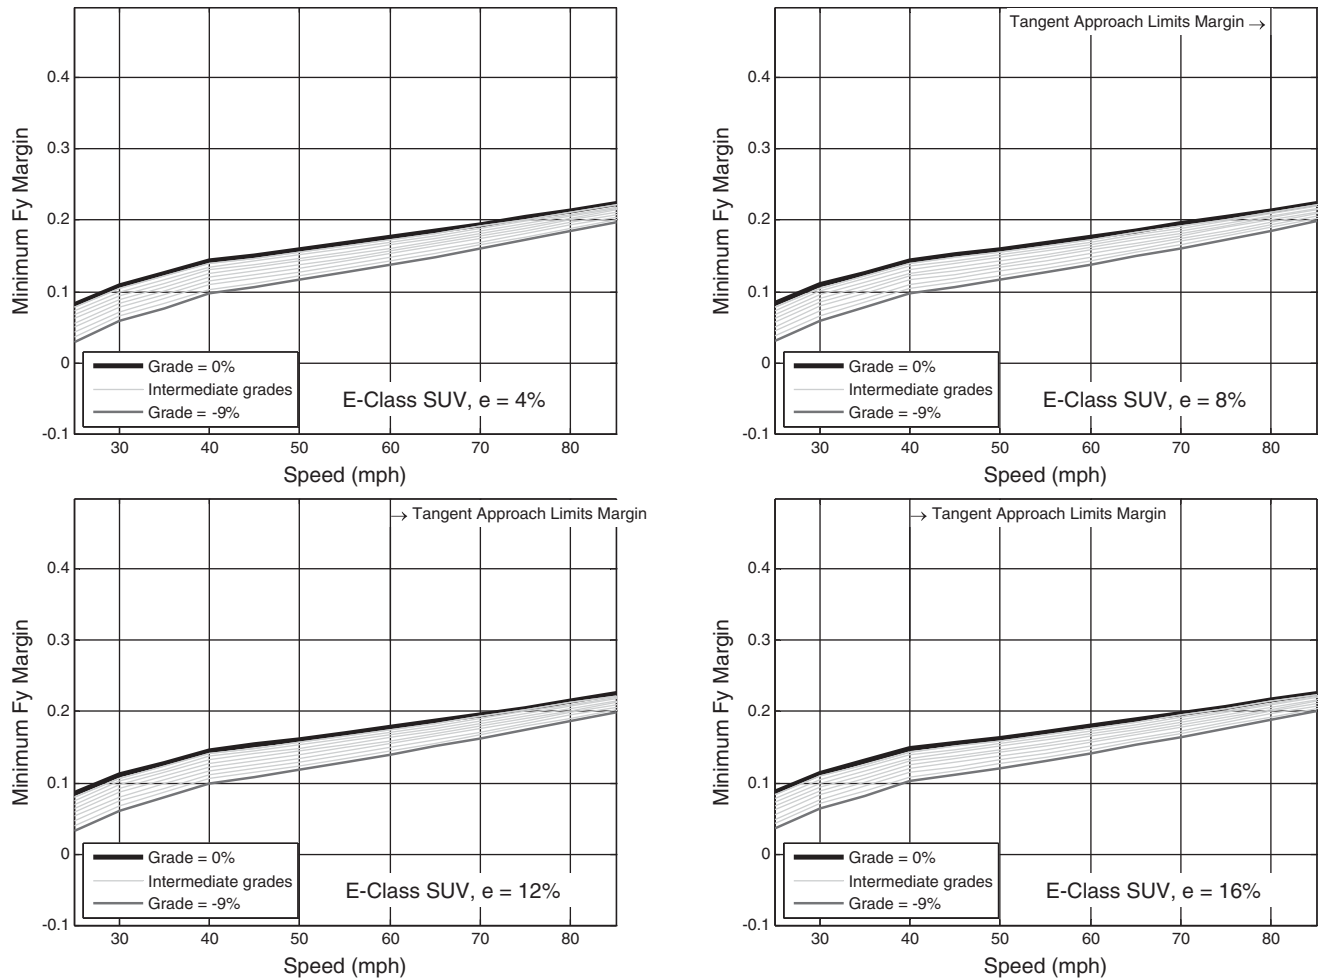 0.4
0.3
0.2
0.1
0
-0.1
Minimum Fy Margin
Grade = 0%
Intermediate grades
Grade = -9%
E-Class SUV, e = 4%
30 40 50 60 70 80
Speed (mph)
Tangent Approach Limits Margin →
0.4
0.3
0.2
0.1
0
-0.1
Minimum Fy Margin
Grade = 0%
Intermediate grades
Grade = -9%
E-Class SUV, e = 8%
30 40 50 60 70 80
Speed (mph)
→ Tangent Approach Limits Margin
0.4
0.3
0.2
0.1
0
-0.1
Minimum Fy Margin
Grade = 0%
Intermediate grades
Grade = -9%
E-Class SUV, e = 12%
30 40 50 60 70 80
Speed (mph)
→ Tangent Approach Limits Margin
0.4
0.3
0.2
0.1
0
-0.1
Minimum Fy Margin
Grade = 0%
Intermediate grades
Grade = -9%
E-Class SUV, e = 16%
30 40 50 60 70 80
Speed (mph)